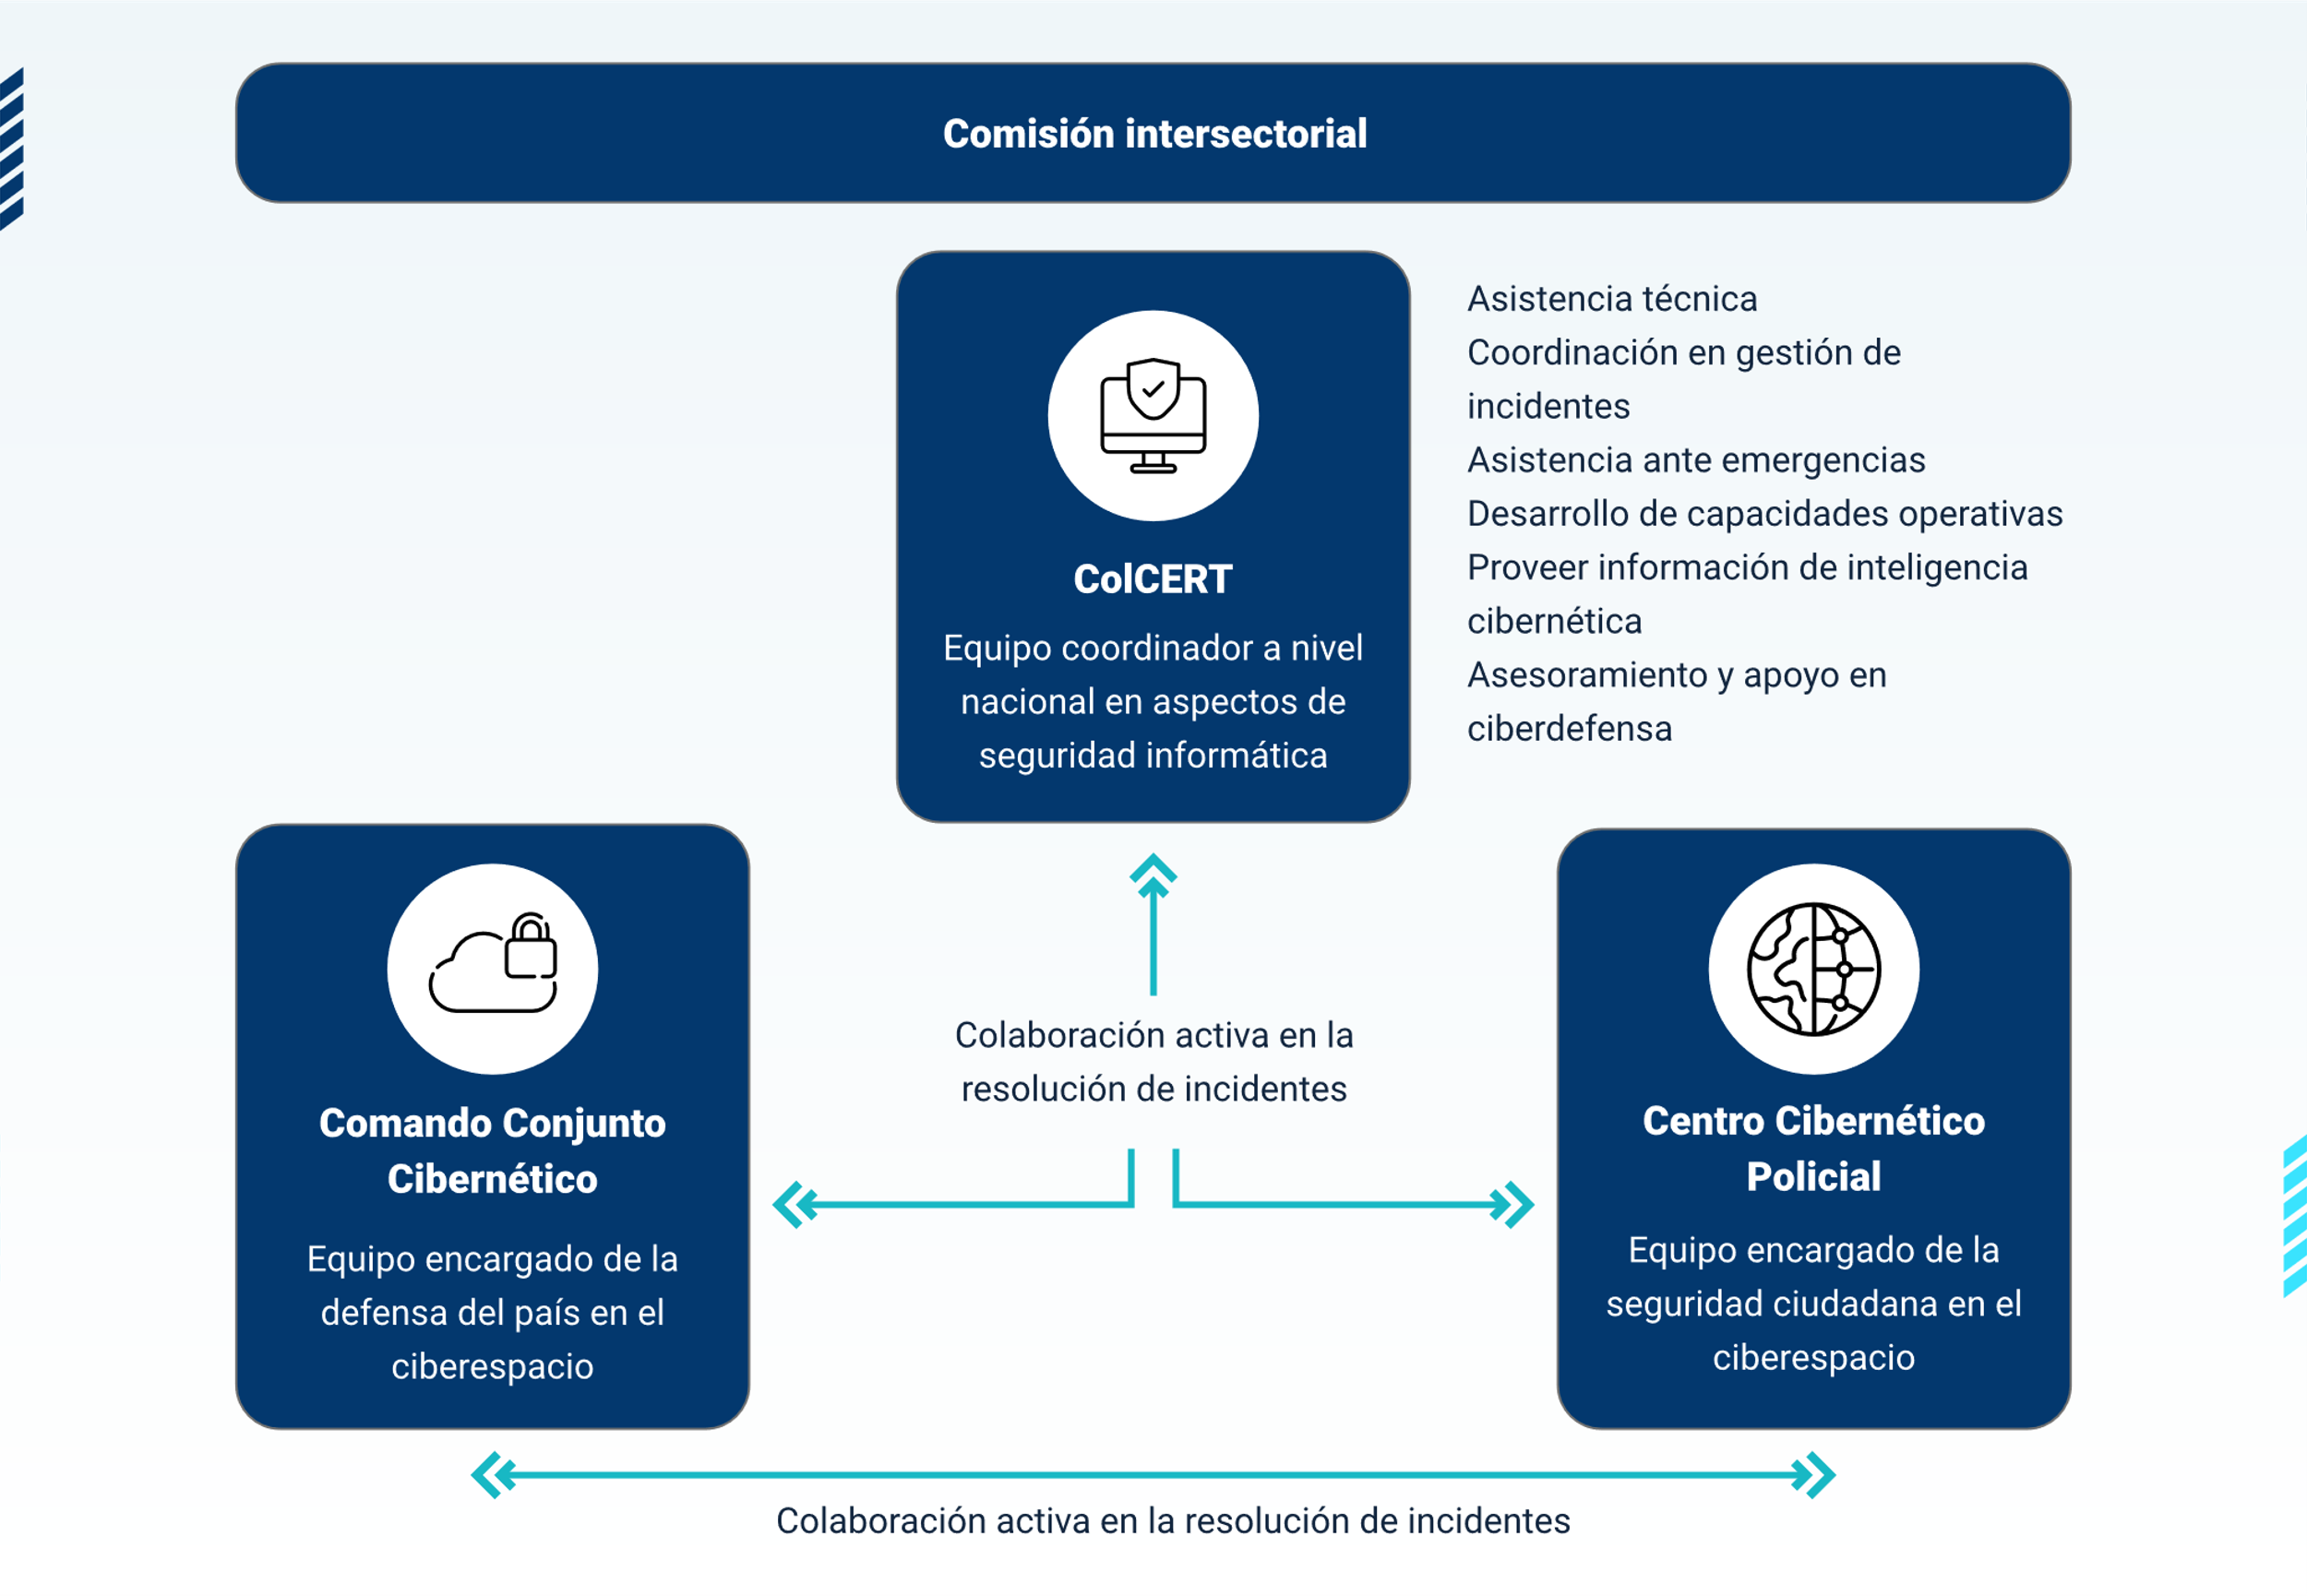 Comisión intersectorial
ColCERT
Equipo coordinador a nivel
nacional en aspectos de
seguridad informática
Asistencia técnica
Coordinación en gestión de
incidentes
Asistencia ante emergencias
Desarrollo de capacidades operativas
Proveer información de inteligencia
cibernética
Asesoramiento y apoyo en
ciberdefensa
Comando Conjunto
Cibernético
Equipo encargado de la
defensa del país en el
ciberespacio
Colaboración activa en la
resolución de incidentes
Centro Cibernético
Policial
Equipo encargado de la
seguridad ciudadana en el
ciberespacio
Colaboración activa en la resolución de incidentes